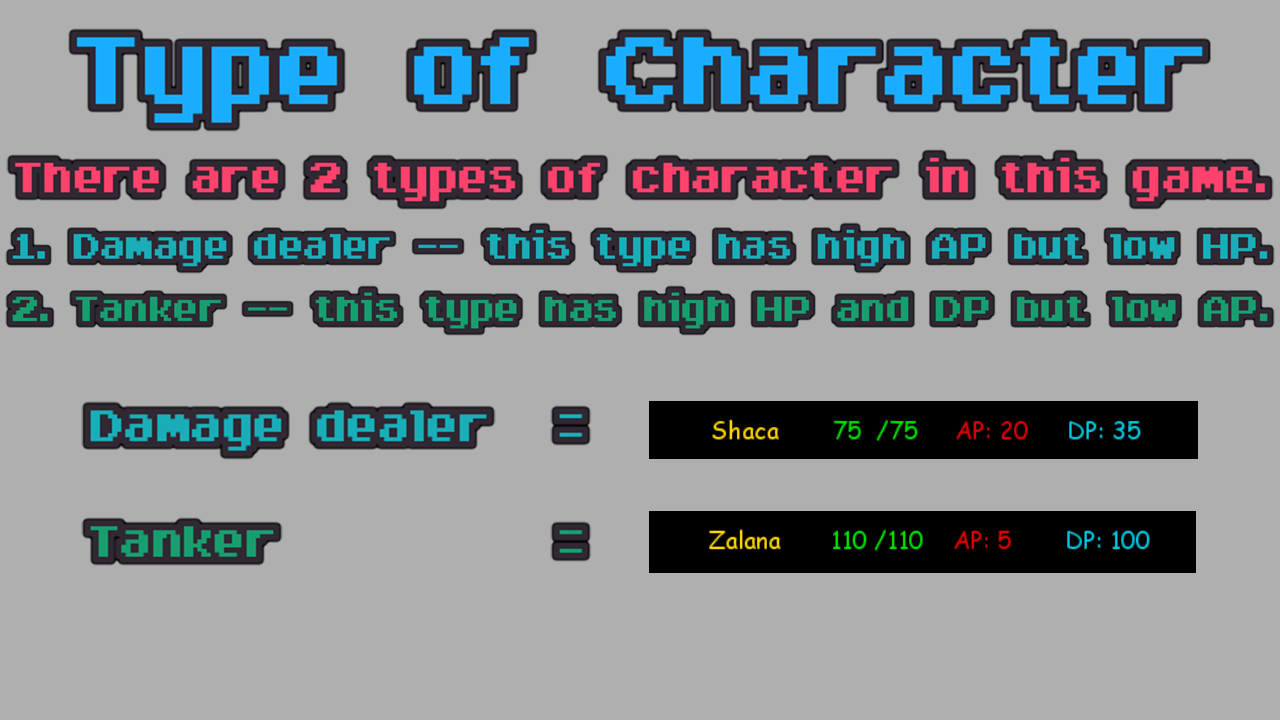 Type of Character
There are 2 types of character in this game.
1. Damage dealer -- this type has high AP but low HP.
2. Tanker -- this type has high HP and DP but low AP.
Damage dealer = Shaca 75 /75 AP: 20 DP: 35
Tanker = Zalana 110 /110 AP: 5 DP: 100